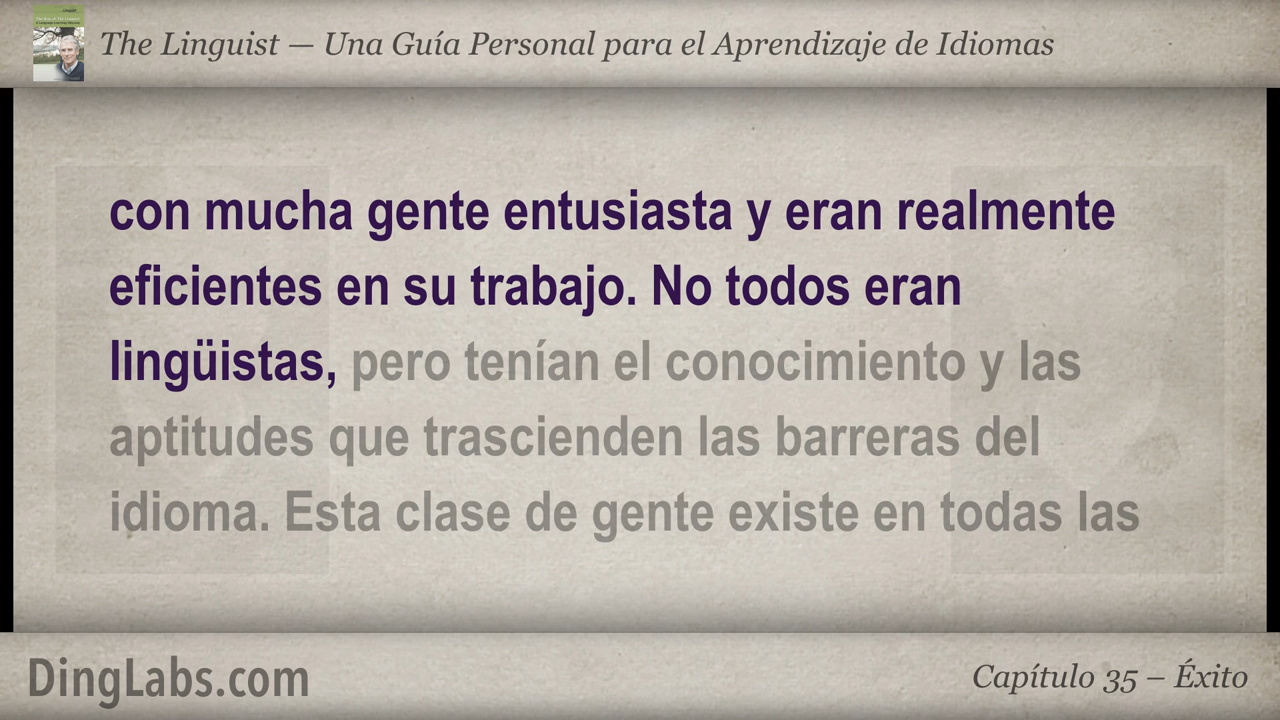 The Linguist — Una Guía Personal para el Aprendizaje de Idiomas
con mucha gente entusiasta y eran realmente
eficientes en su trabajo. No todos eran
lingüistas, pero tenían el conocimiento y las
aptitudes que trascienden las barreras del
idioma. Esta clase de gente existe en todas las
DingLabs.com
Capítulo 35 – Éxito